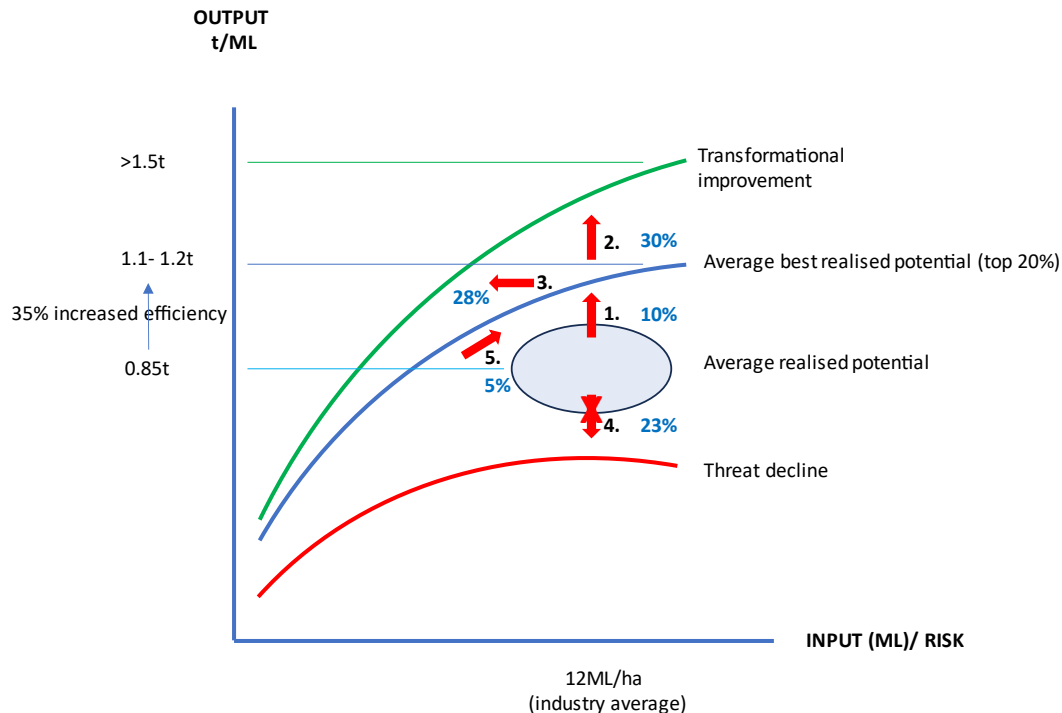 OUTPUT
t/ML
>1.5t
Transformational
improvement
2. 30%
1.1- 1.2t
Average best realised potential (top 20%)
3.
28%
35% increased efficiency
1. 10%
0.85t
5.
5%
Average realised potential
4. 23%
Threat decline
INPUT (ML)/ RISK
12ML/ha
(industry average)